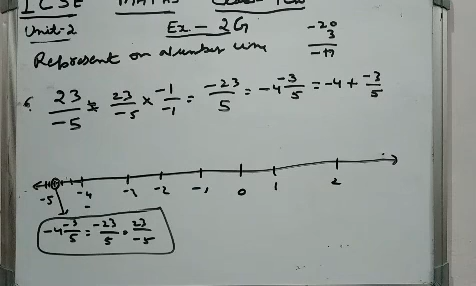 ICSE MATHS
Unit-2 Ex.-2G
Represent on Number line
-20
3
-17
6. 23/-5 = 23/-5 × -1/-1 = -23/5 = -4 -3/5 = -4 + -3/5
-5 -4 -3 -2 -1 0 1 2
-4 -3/5 = -23/5 = 23/-5